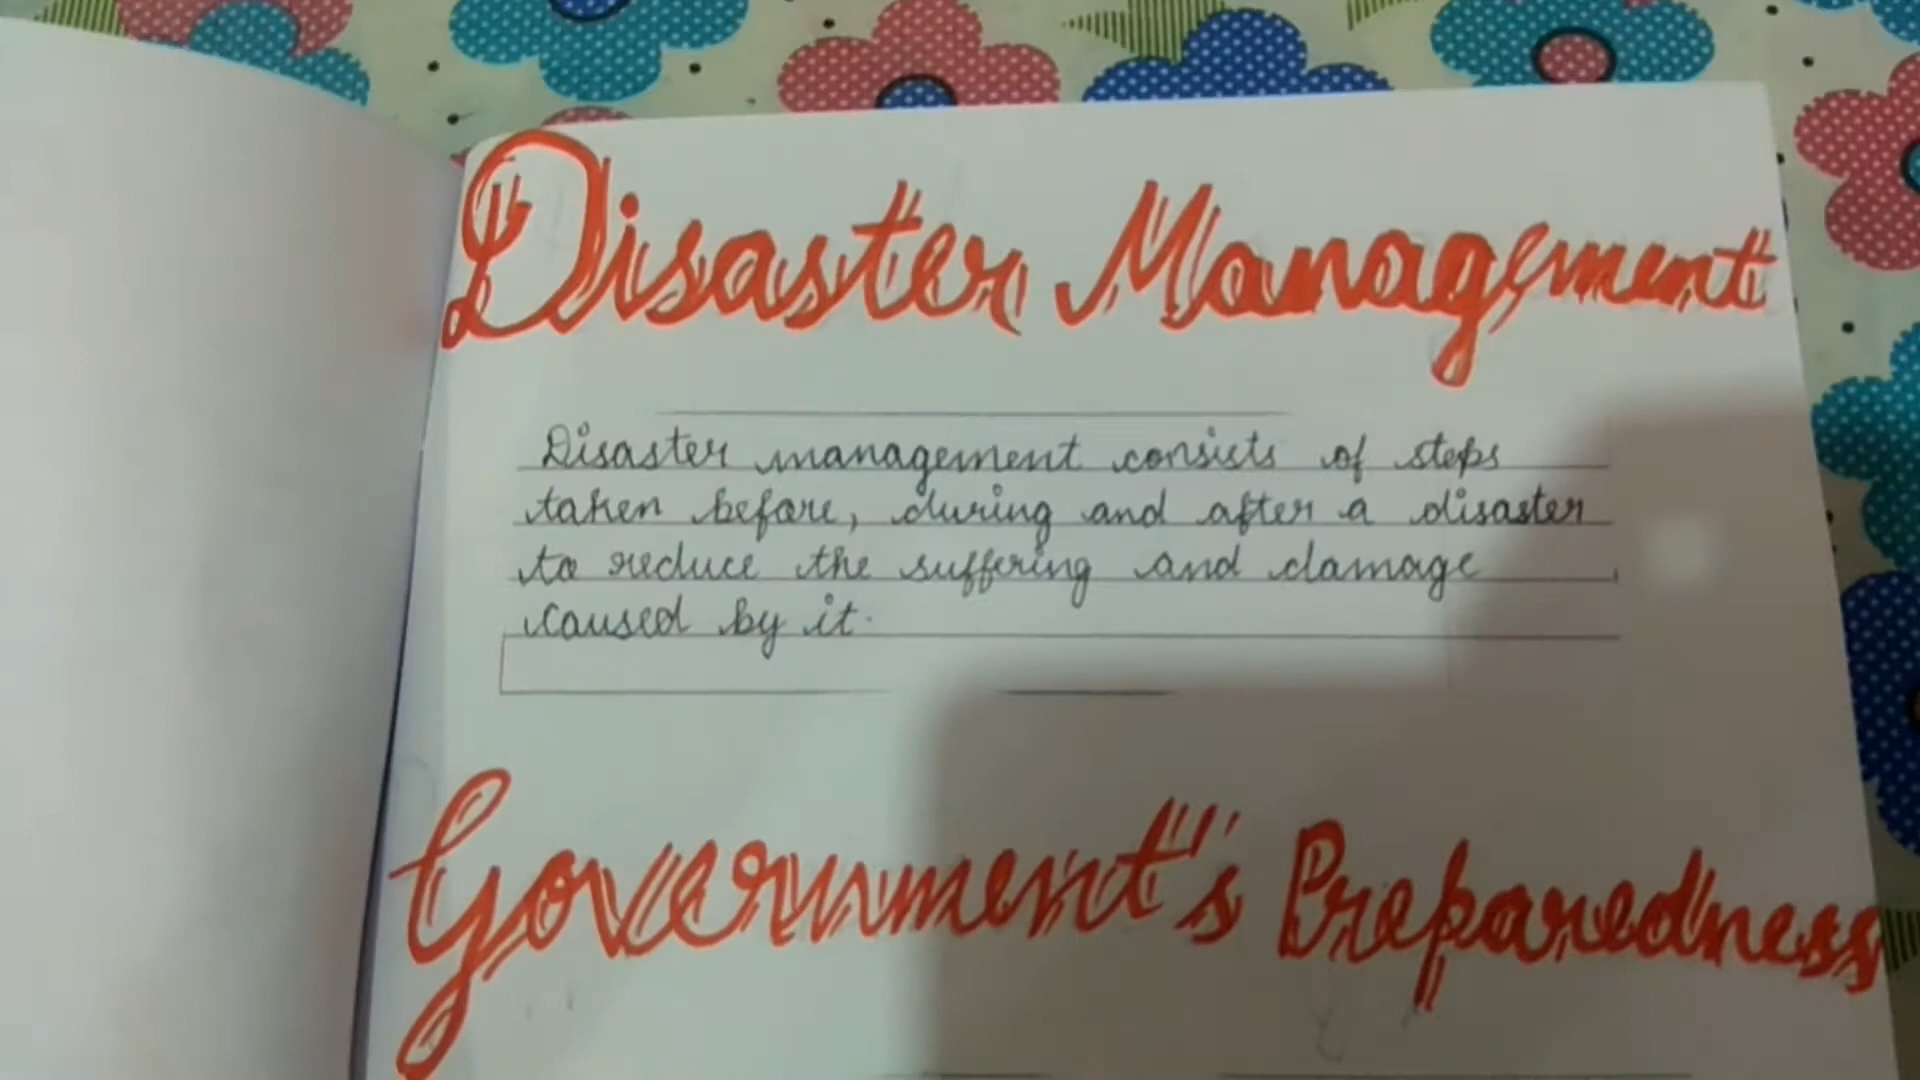 Disaster Management
Disaster management consists of steps
taken before, during and after a disaster
to reduce the suffering and damage
caused by it.
Government's Preparedness